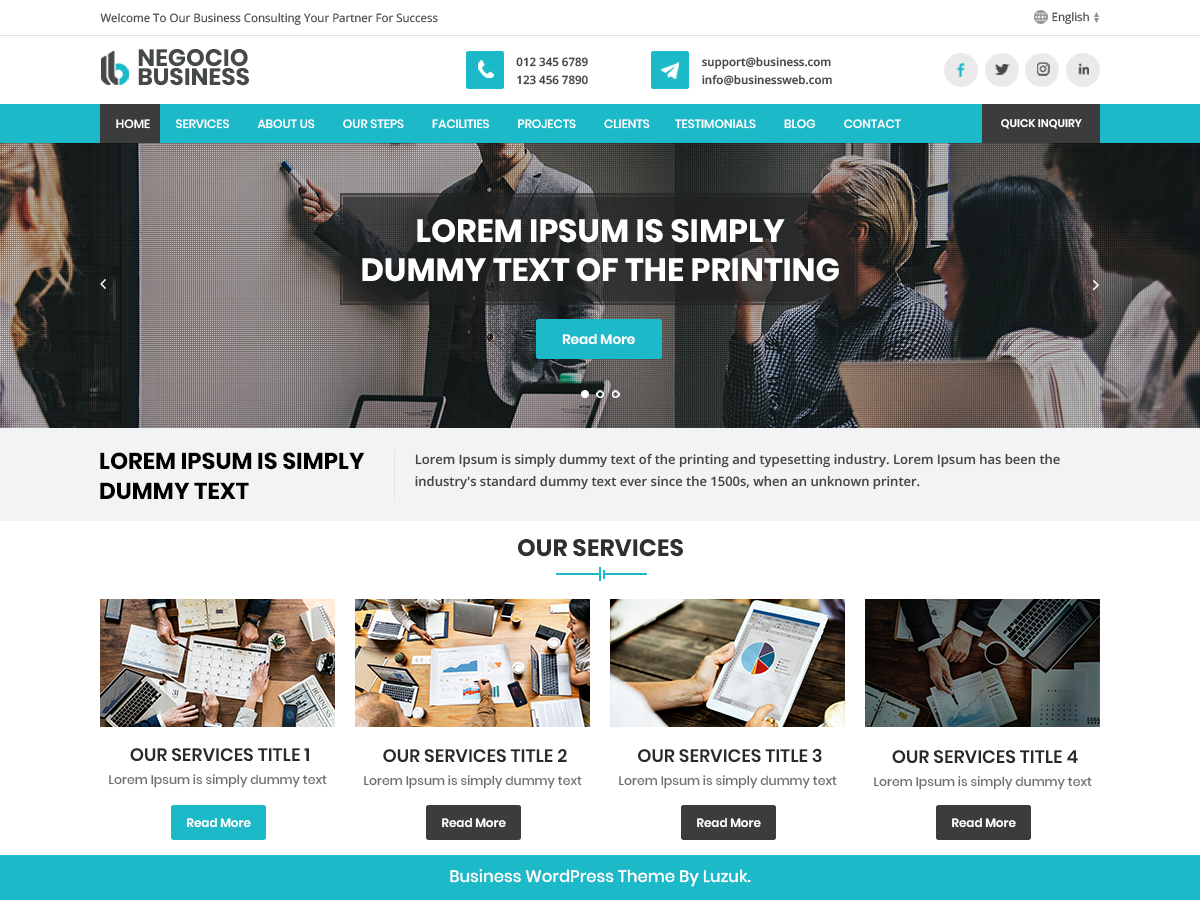 Welcome To Our Business Consulting Your Partner For Success
English
NEGOCIO
BUSINESS
012 345 6789
123 456 7890
support@business.com
info@businessweb.com
HOME SERVICES ABOUT US OUR STEPS FACILITIES PROJECTS CLIENTS TESTIMONIALS BLOG CONTACT QUICK INQUIRY
LOREM IPSUM IS SIMPLY
DUMMY TEXT OF THE PRINTING
Read More
LOREM IPSUM IS SIMPLY
DUMMY TEXT
Lorem Ipsum is simply dummy text of the printing and typesetting industry. Lorem Ipsum has been the
industry's standard dummy text ever since the 1500s, when an unknown printer.
OUR SERVICES
BUSINESS
OUR SERVICES TITLE 1
Lorem Ipsum is simply dummy text
Read More
OUR SERVICES TITLE 2
Lorem Ipsum is simply dummy text
Read More
OUR SERVICES TITLE 3
Lorem Ipsum is simply dummy text
Read More
OUR SERVICES TITLE 4
Lorem Ipsum is simply dummy text
Read More
Business WordPress Theme By Luzuk.